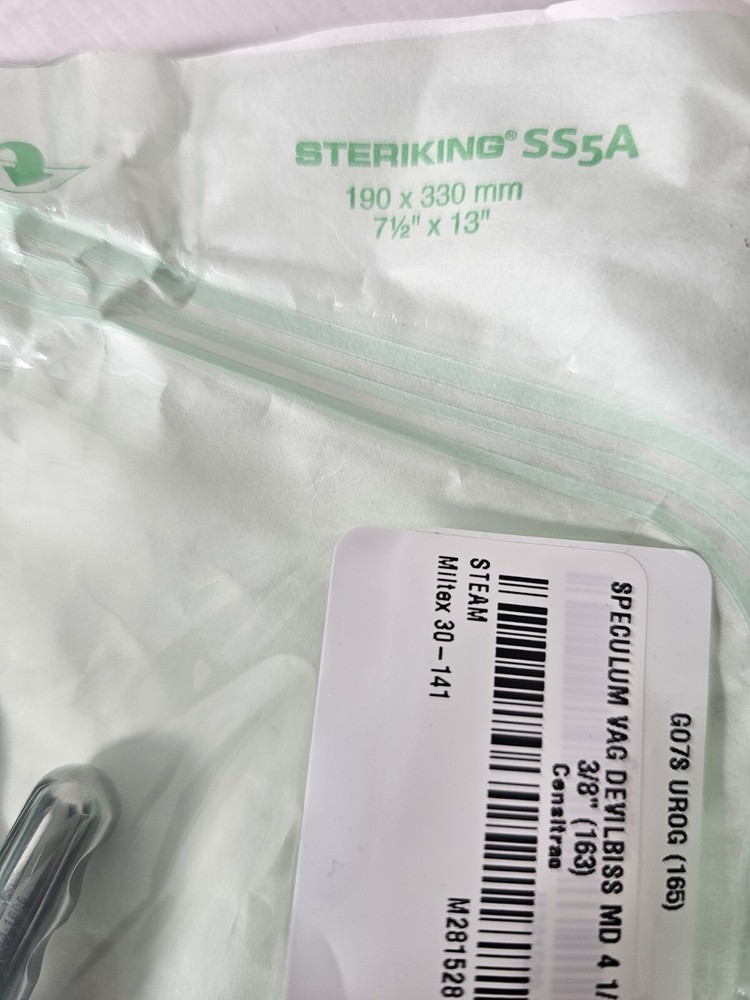 STERIKING® SS5A
190 x 330 mm
7½" x 13"
G078 UROG (165)
SPECULUM VAG DEVILBISS MD 4 1/
3/8" (163)
Censitrac
STEAM
M281528
Miltex 30-141